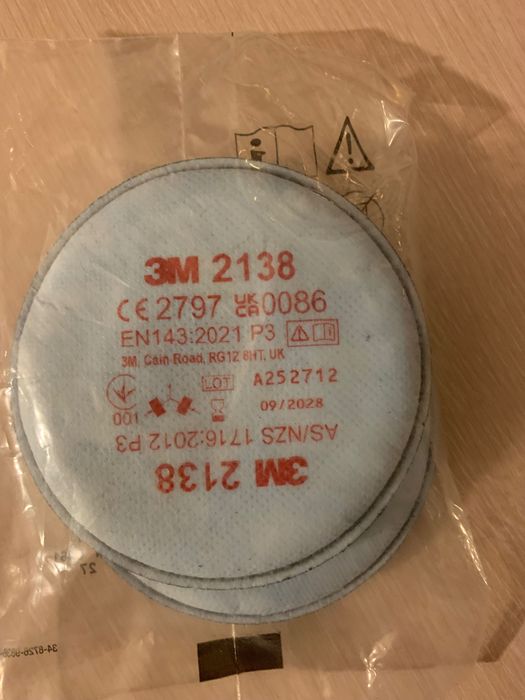 3M 2138
CE 2797 UK CA 0086
EN143:2021 P3
3M, Cain Road, RG12 8HT, UK
LOT A252712
001
09/2028
AS/NZS 1716:2012 P3
3M 2138
27